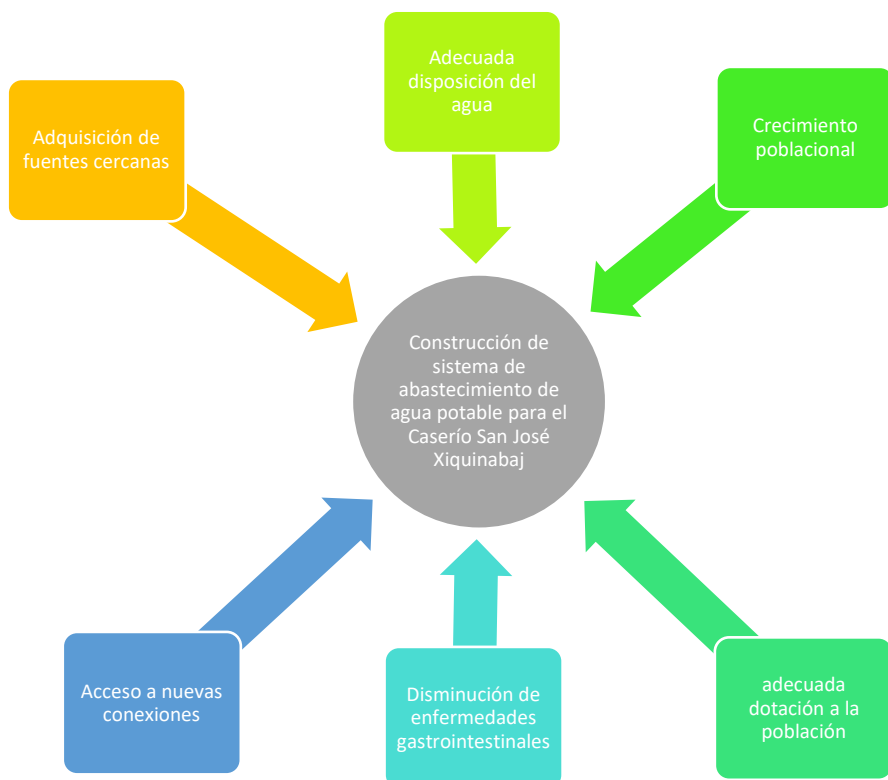 Adecuada
disposición del
agua
Adquisición de
fuentes cercanas
Crecimiento
poblacional
Construcción de
sistema de
abastecimiento de
agua potable para el
Caserío San José
Xiquinabaj
Acceso a nuevas
conexiones
Disminución de
enfermedades
gastrointestinales
adecuada
dotación a la
población